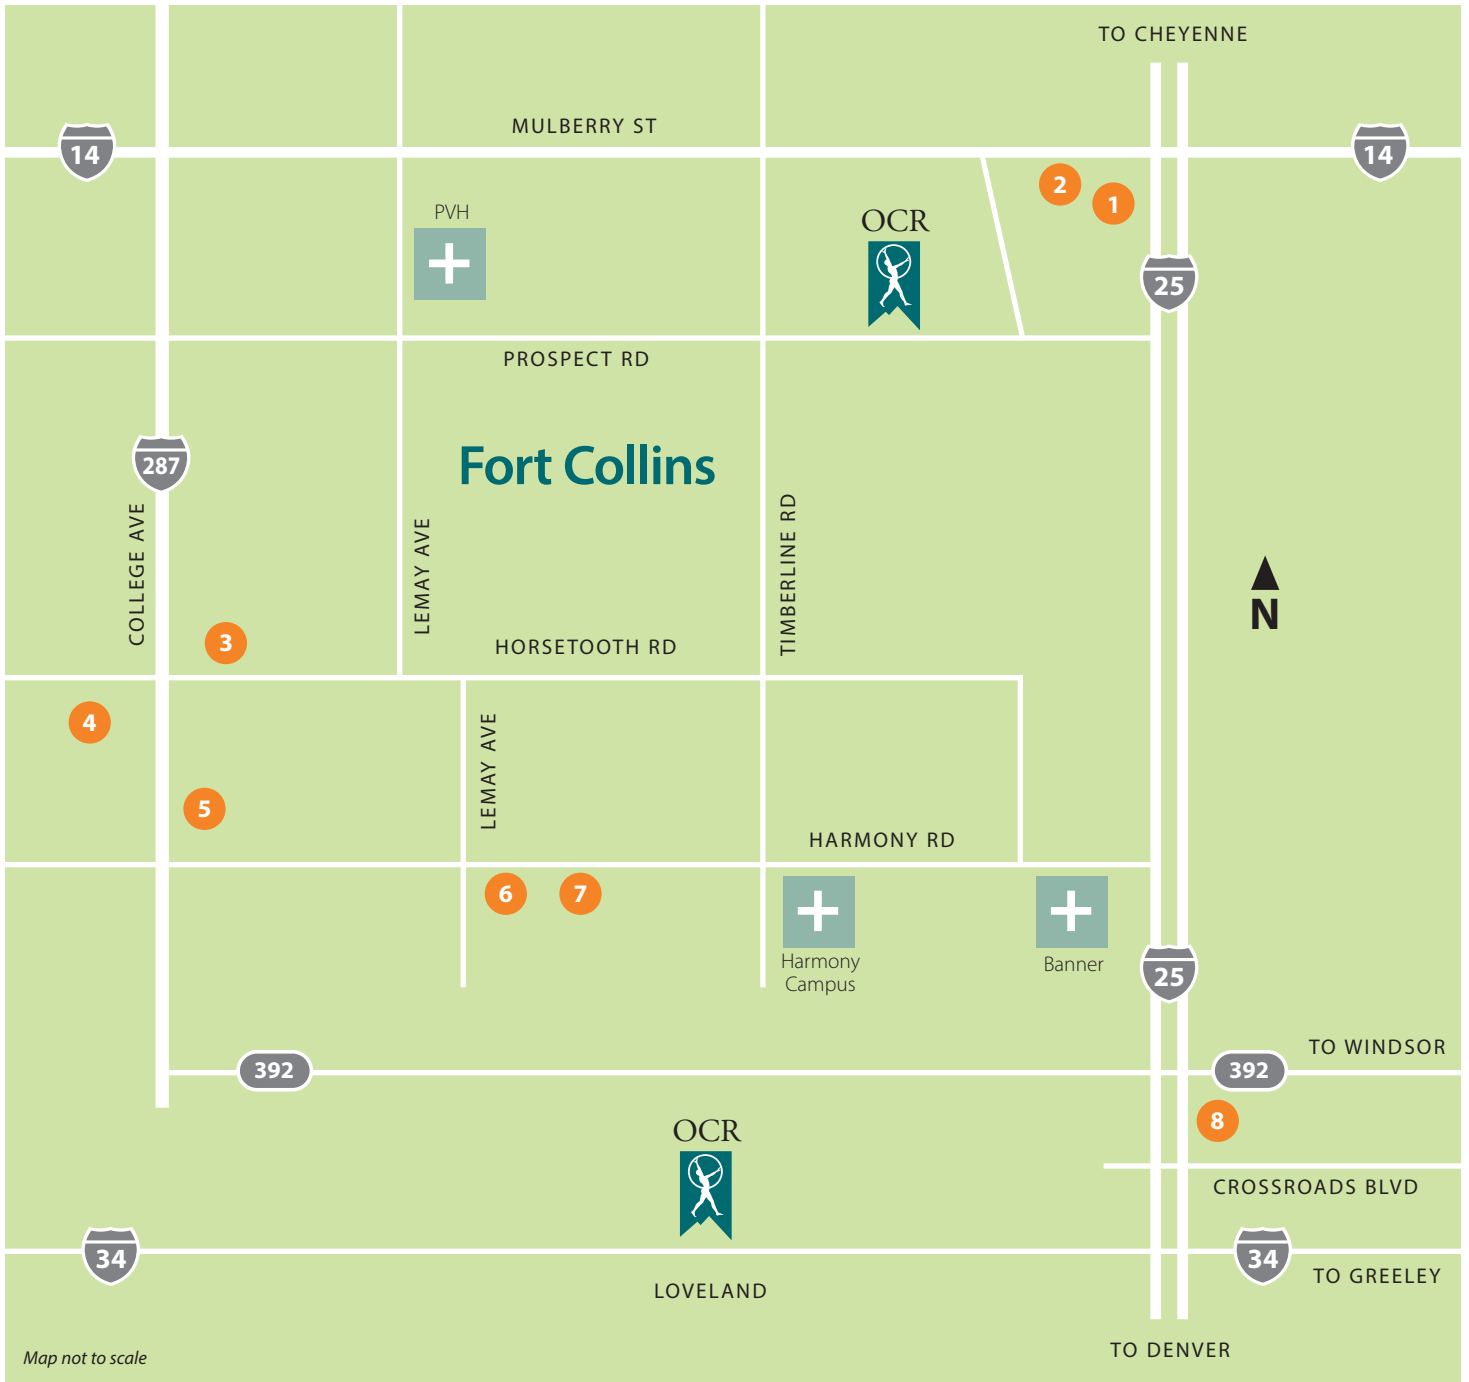 TO CHEYENNE
MULBERRY ST
14
14
2
1
PVH
OCR
25
PROSPECT RD
Fort Collins
287
COLLEGE AVE
LEMAY AVE
TIMBERLINE RD
N
3
HORSETOOTH RD
4
LEMAY AVE
5
HARMONY RD
6
7
Harmony
Campus
Banner
25
TO WINDSOR
392
392
8
OCR
CROSSROADS BLVD
34
34
TO GREELEY
LOVELAND
TO DENVER
Map not to scale